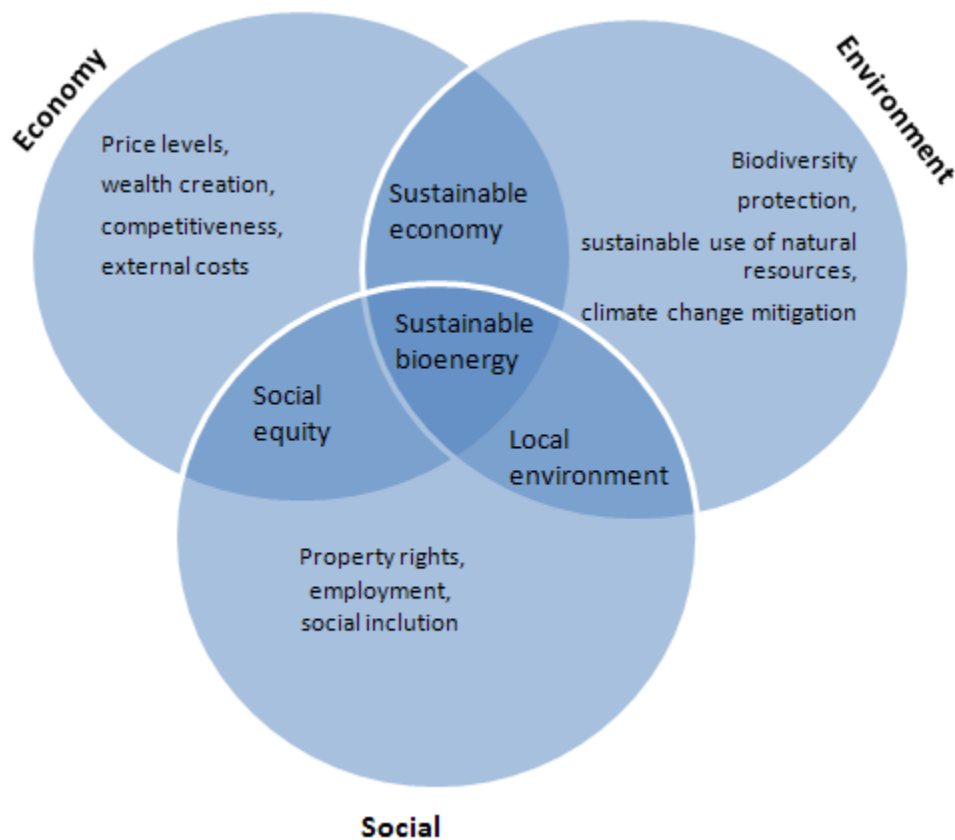 Economy
Environment
Price levels,
wealth creation,
competitiveness,
external costs
Sustainable
economy
Biodiversity
protection,
sustainable use of natural
resources,
climate change mitigation
Sustainable
bioenergy
Social
equity
Local
environment
Property rights,
employment,
social inclution
Social